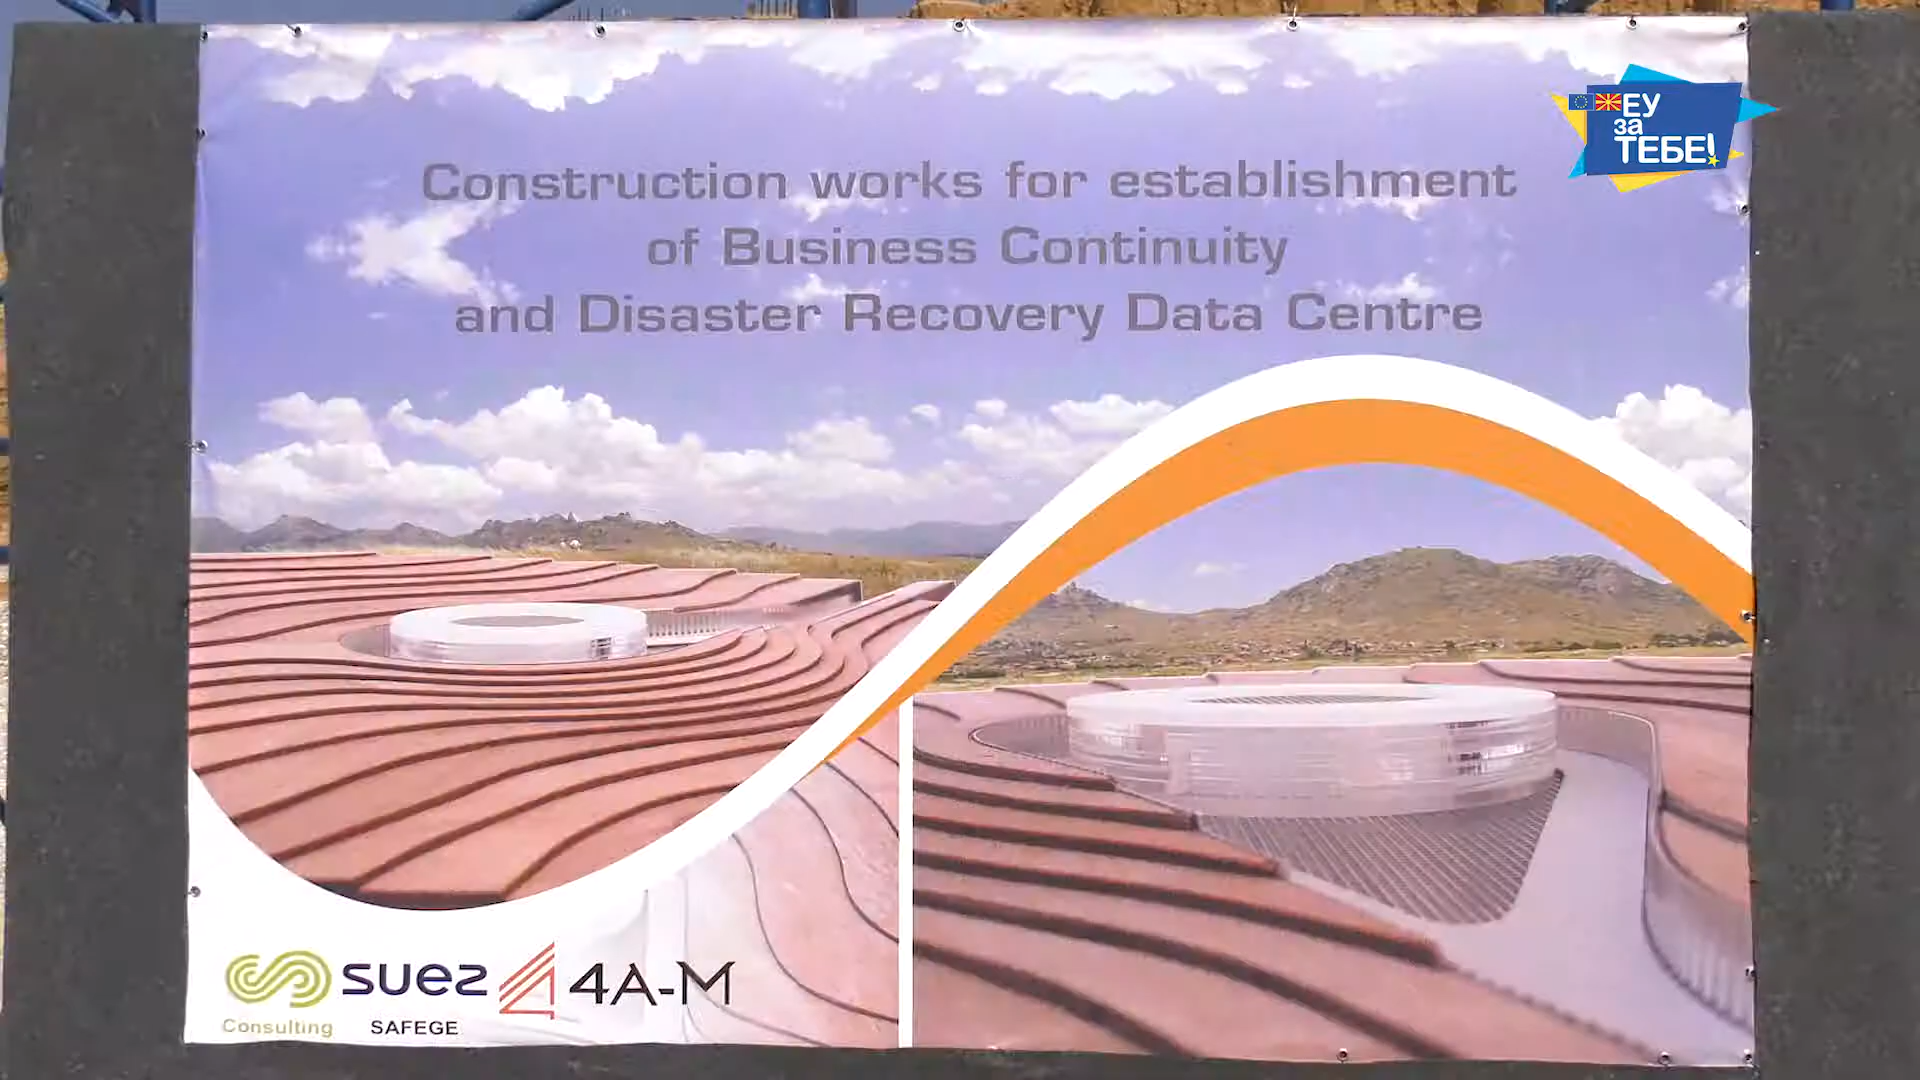 Construction works for establishment
of Business Continuity
and Disaster Recovery Data Centre
ЕУ
за
ТЕБЕ!
suez
4A-M
Consulting
SAFEGE